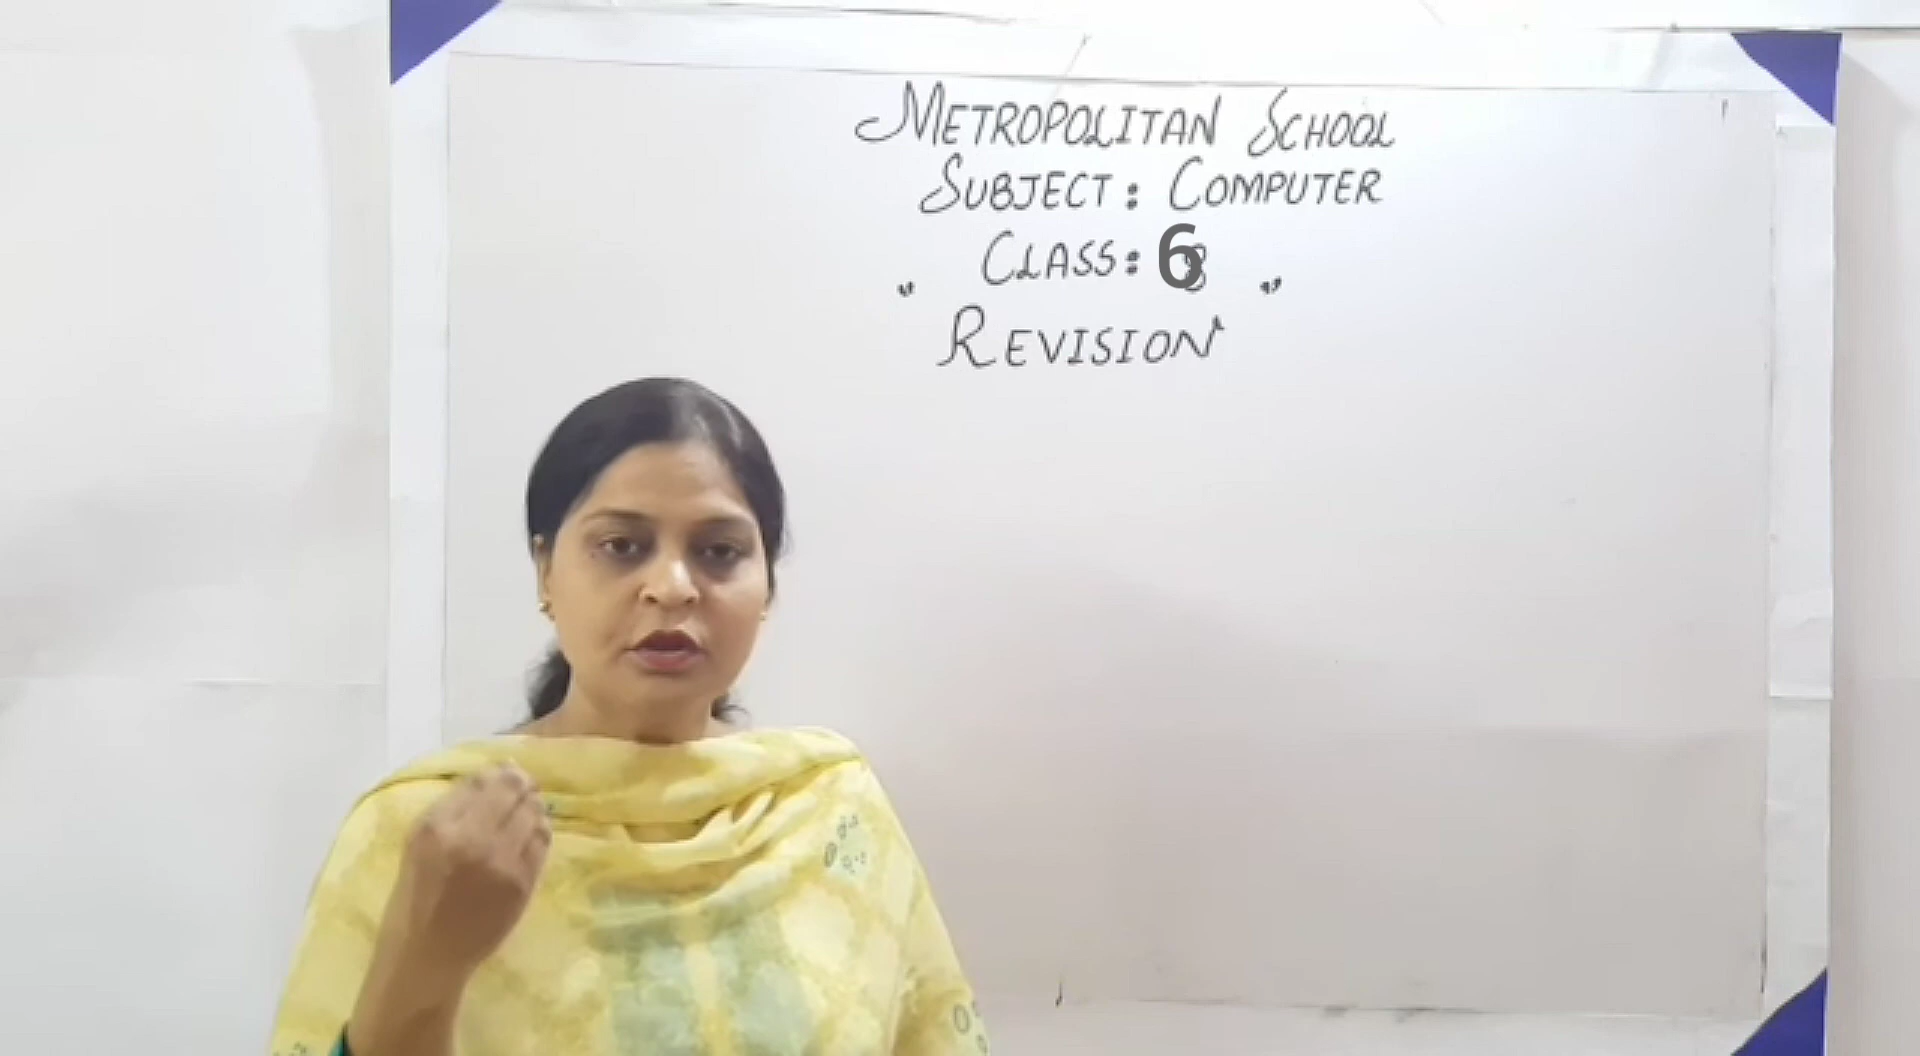 METROPOLITAN SCHOOL
SUBJECT: COMPUTER
CLASS: 6
"REVISION"